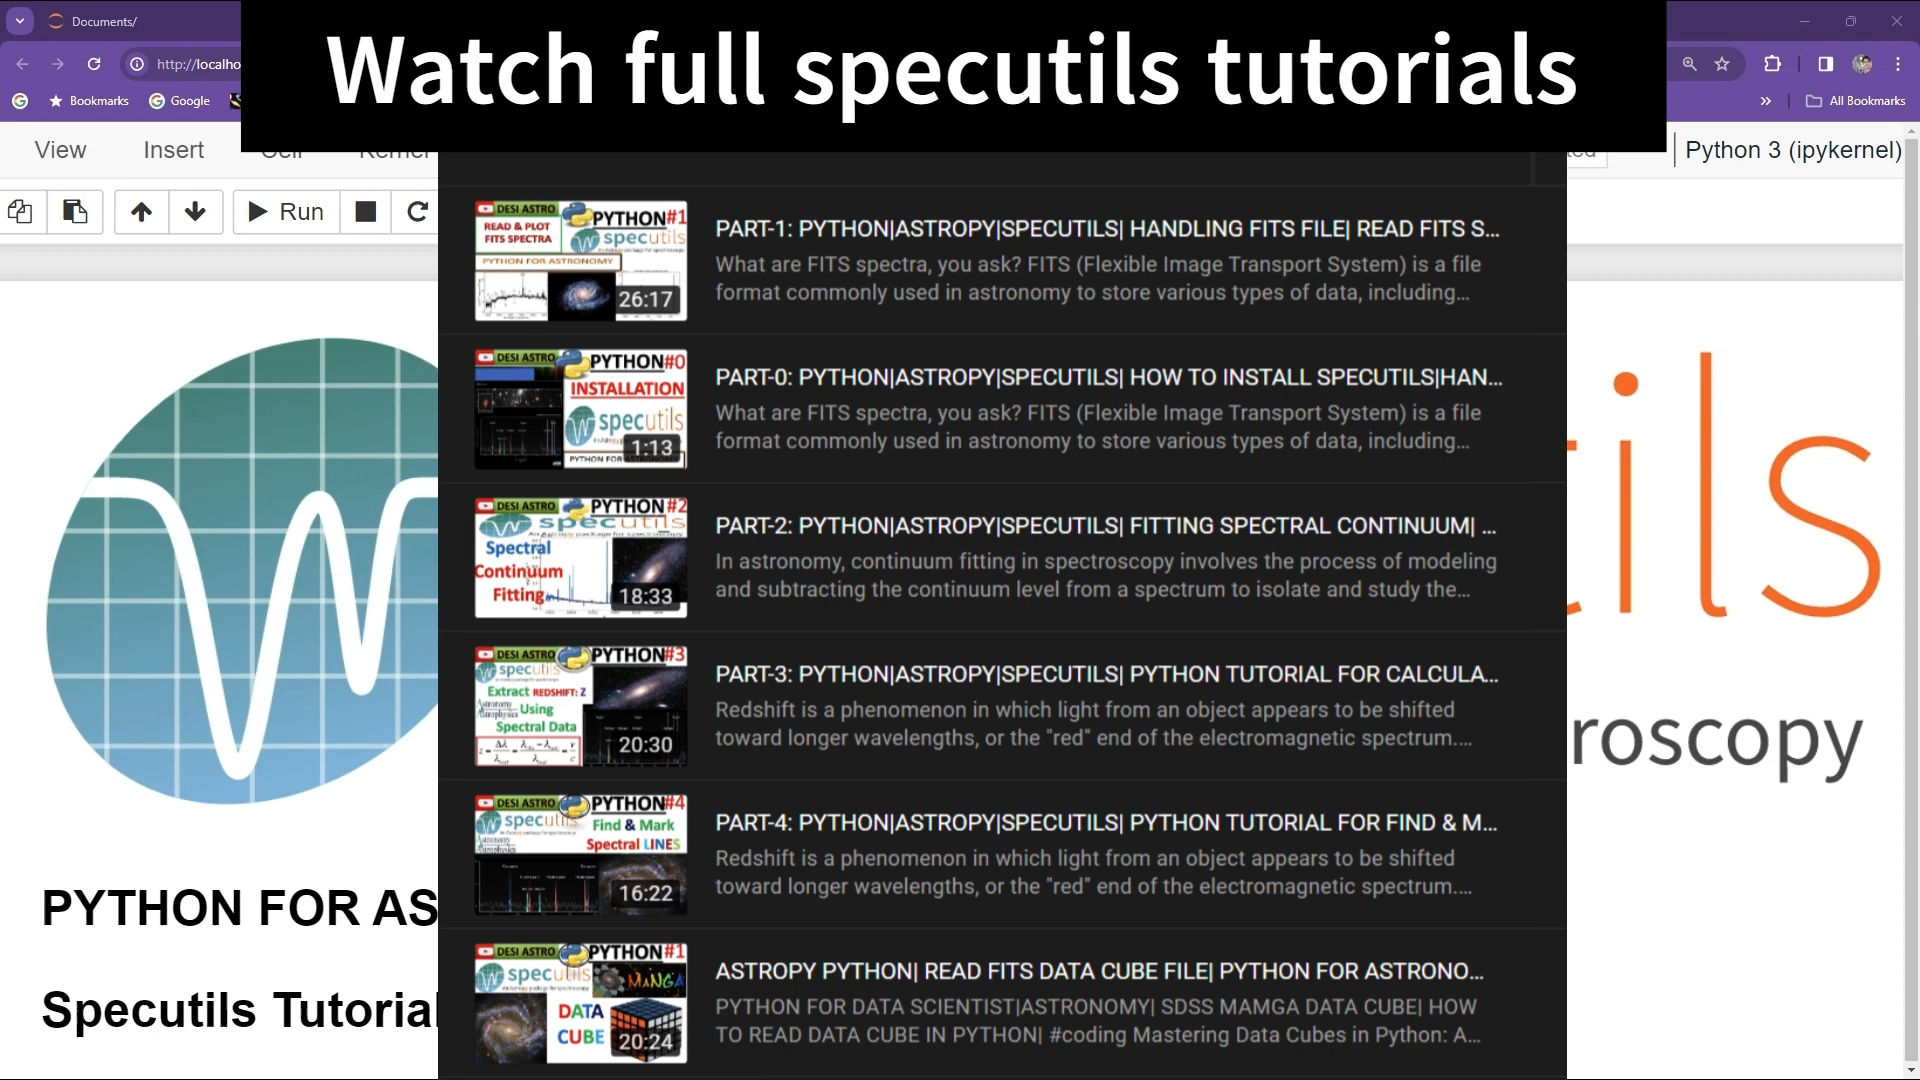 Documents/
Watch full specutils tutorials
http://localho
Bookmarks
Google
All Bookmarks
View
Insert
Python 3 (ipykernel)
Run
DESI ASTRO
PYTHON#1
READ & PLOT
FITS SPECTRA
specutils
PYTHON FOR ASTRONOMY
26:17
PART-1: PYTHON|ASTROPY|SPECUTILS| HANDLING FITS FILE| READ FITS S...
What are FITS spectra, you ask? FITS (Flexible Image Transport System) is a file
format commonly used in astronomy to store various types of data, including...
DESI ASTRO
PYTHON#0
INSTALLATION
specutils
1:13
PYTHON FOR
PART-0: PYTHON|ASTROPY|SPECUTILS| HOW TO INSTALL SPECUTILS|HAN...
What are FITS spectra, you ask? FITS (Flexible Image Transport System) is a file
format commonly used in astronomy to store various types of data, including...
DESI ASTRO
PYTHON#2
specutils
An Astropy package for spectroscopy
Spectral
Continuum
Fitting
18:33
PART-2: PYTHON|ASTROPY|SPECUTILS| FITTING SPECTRAL CONTINUUM| ...
In astronomy, continuum fitting in spectroscopy involves the process of modeling
and subtracting the continuum level from a spectrum to isolate and study the...
DESI ASTRO
PYTHON#3
specutils
Extract REDSHIFT: Z
Using
Spectral Data
20:30
PART-3: PYTHON|ASTROPY|SPECUTILS| PYTHON TUTORIAL FOR CALCULA...
Redshift is a phenomenon in which light from an object appears to be shifted
toward longer wavelengths, or the "red" end of the electromagnetic spectrum....
DESI ASTRO
PYTHON#4
specutils
Find & Mark
Spectral LINES
16:22
PART-4: PYTHON|ASTROPY|SPECUTILS| PYTHON TUTORIAL FOR FIND & M...
Redshift is a phenomenon in which light from an object appears to be shifted
toward longer wavelengths, or the "red" end of the electromagnetic spectrum....
DESI ASTRO
PYTHON#1
specutils
MANGA
DATA
CUBE
20:24
ASTROPY PYTHON| READ FITS DATA CUBE FILE| PYTHON FOR ASTRONO...
PYTHON FOR DATA SCIENTIST|ASTRONOMY| SDSS MAMGA DATA CUBE| HOW
TO READ DATA CUBE IN PYTHON| #coding Mastering Data Cubes in Python: A...
ils
roscopy
PYTHON FOR AS
Specutils Tutorial